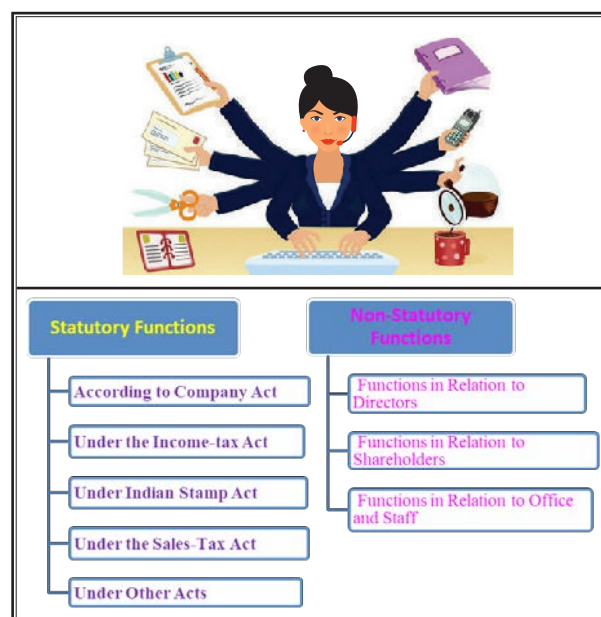 Statutory Functions
According to Company Act
Under the Income-tax Act
Under Indian Stamp Act
Under the Sales-Tax Act
Under Other Acts
Non-Statutory
Functions
Functions in Relation to
Directors
Functions in Relation to
Shareholders
Functions in Relation to Office
and Staff